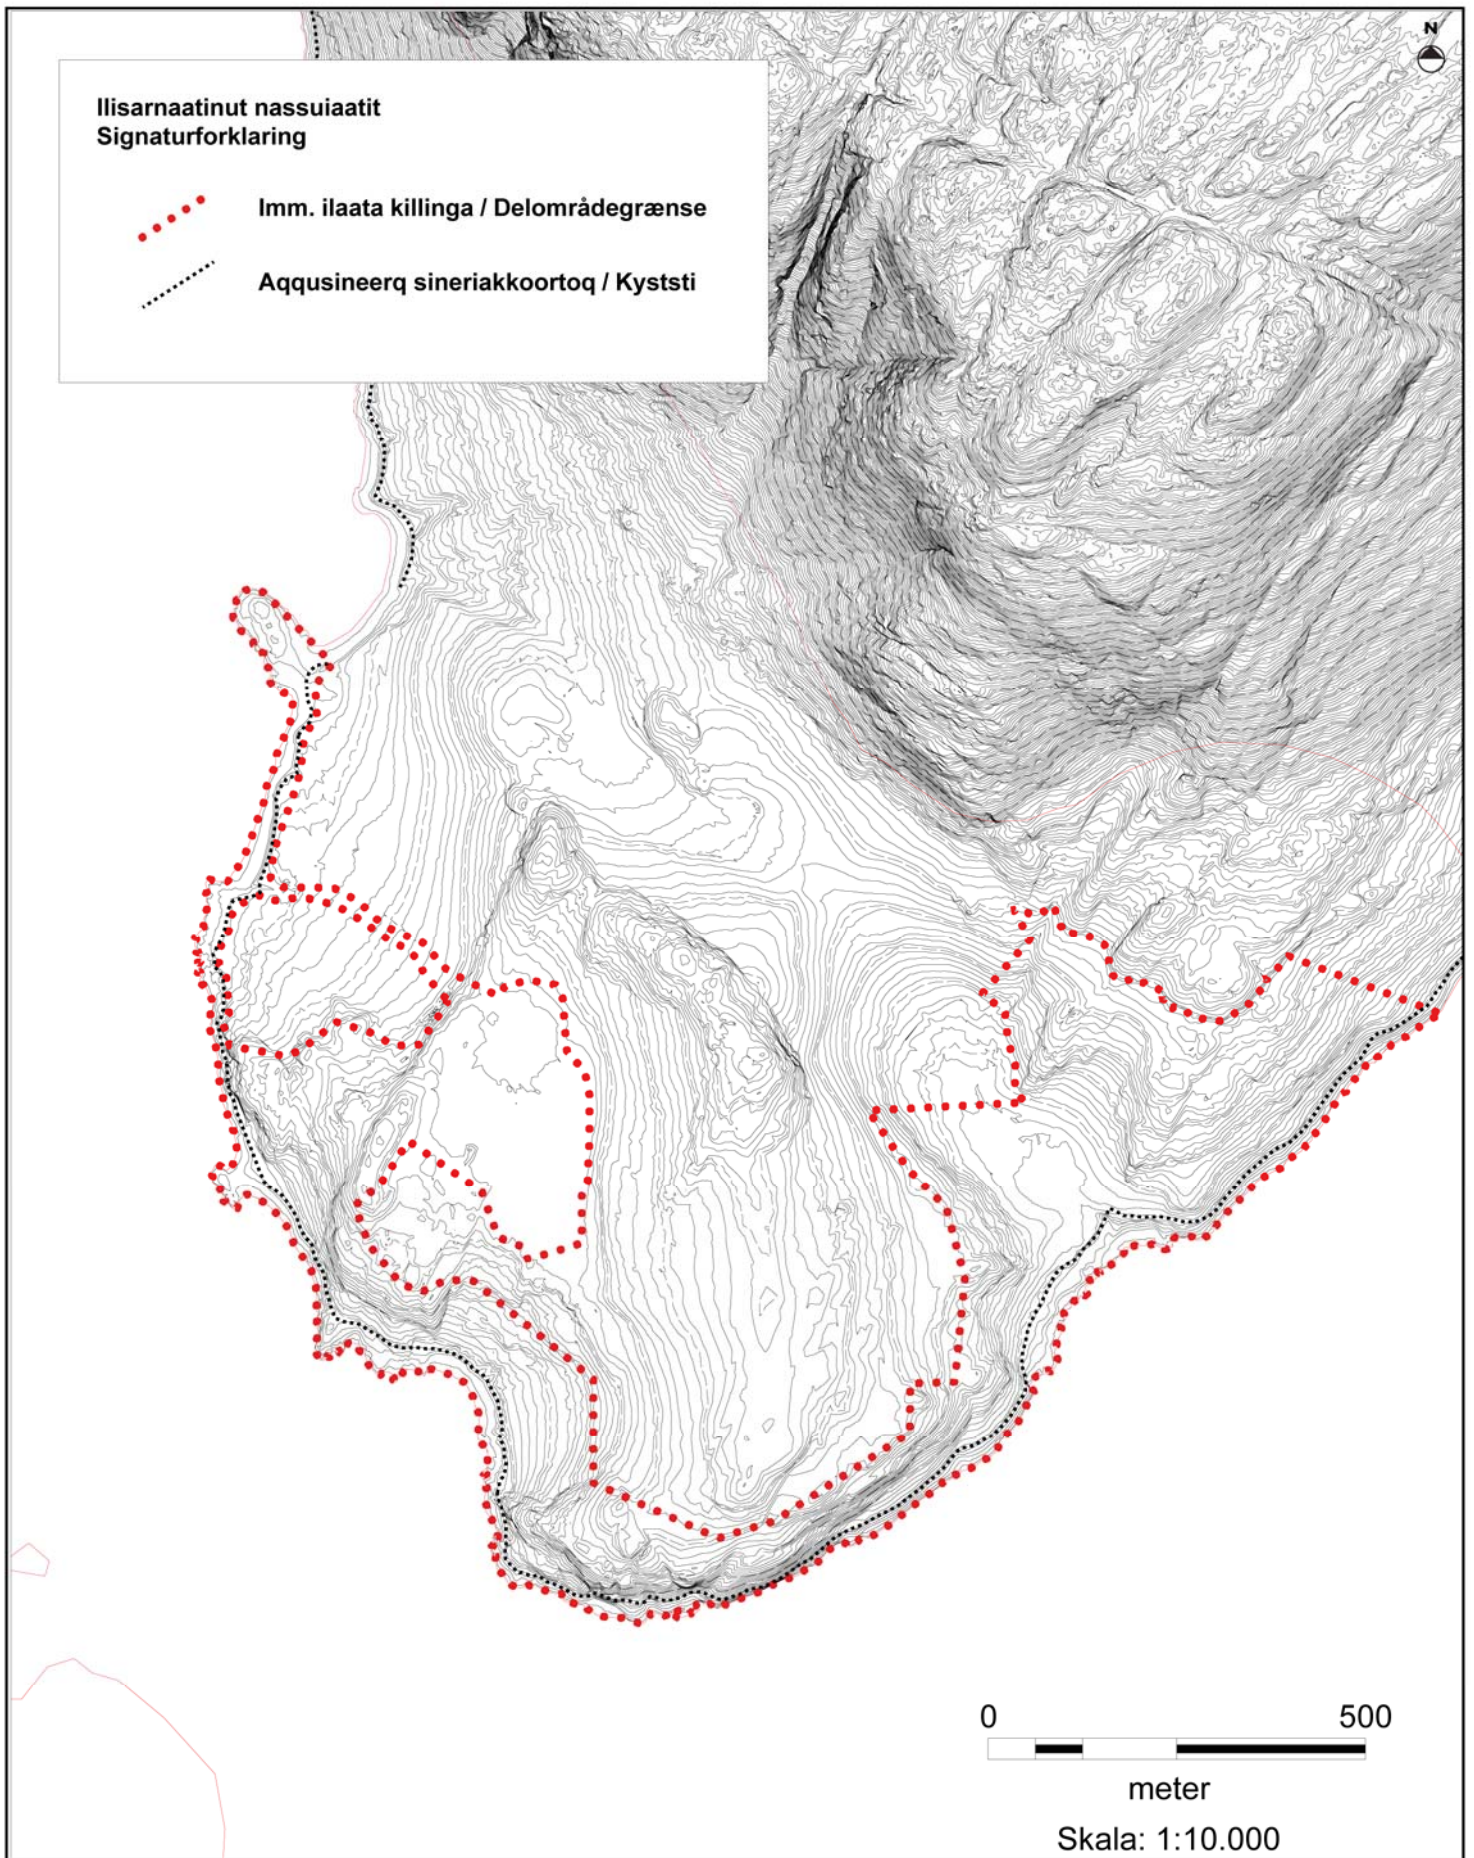 N
Ilisarnaatinut nassuiaatit
Signaturforklaring
Imm. ilaata killinga / Delområdegrænse
Aqqusineerq sineriakkoortoq / Kyststi
0 500
meter
Skala: 1:10.000